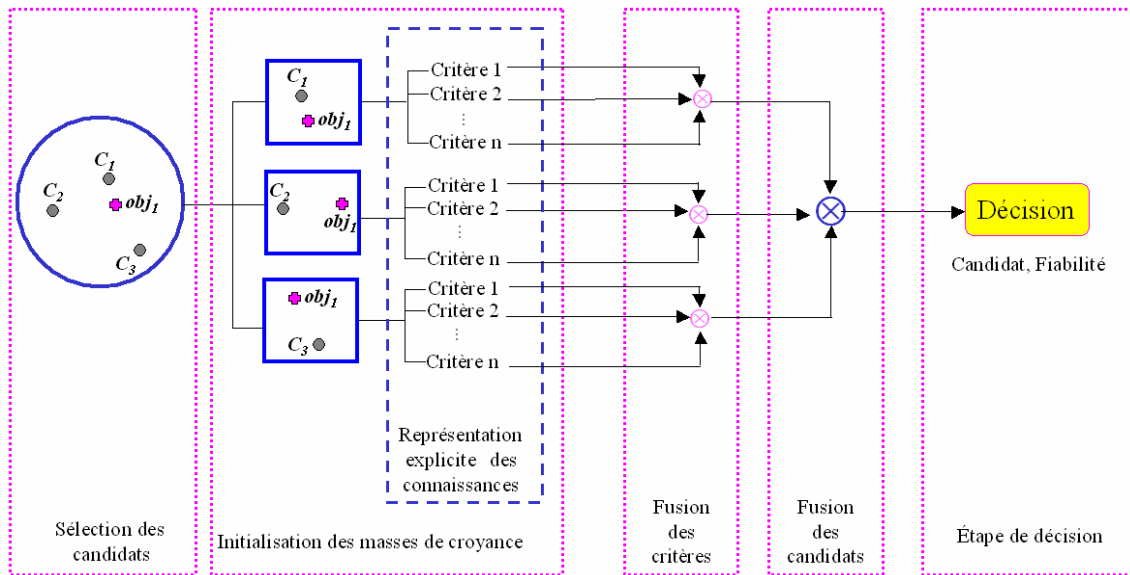 C1
C2
obj1
C3
Sélection des
candidats
C1
obj1
C2
obj1
obj1
C3
Critère 1
Critère 2
⋮
Critère n
Critère 1
Critère 2
⋮
Critère n
Critère 1
Critère 2
⋮
Critère n
Représentation
explicite des
connaissances
Initialisation des masses de croyance
Fusion
des
critères
Fusion
des
candidats
Décision
Candidat, Fiabilité
Étape de décision